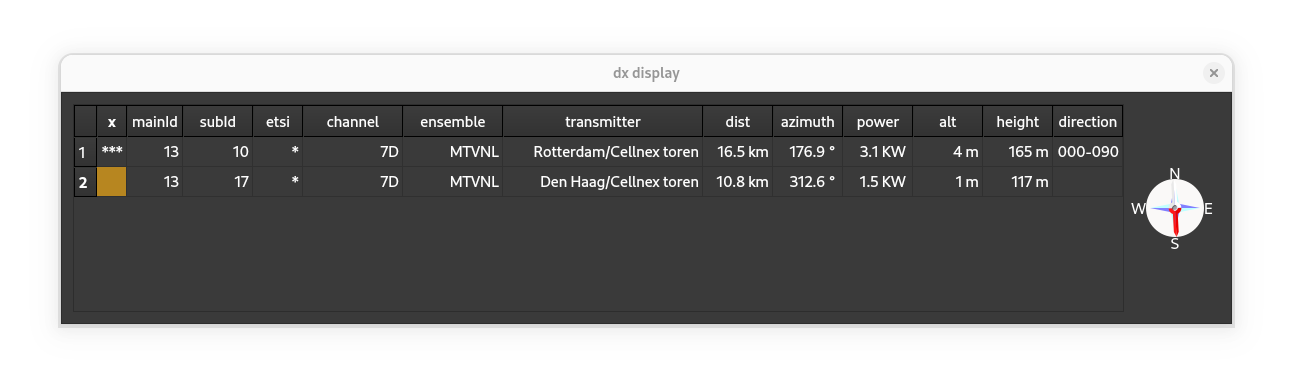 dx display
x mainId subId etsi channel ensemble transmitter dist azimuth power alt height direction
1 *** 13 10 * 7D MTVNL Rotterdam/Cellnex toren 16.5 km 176.9 ° 3.1 KW 4 m 165 m 000-090
2 13 17 * 7D MTVNL Den Haag/Cellnex toren 10.8 km 312.6 ° 1.5 KW 1 m 117 m
N
W E
S